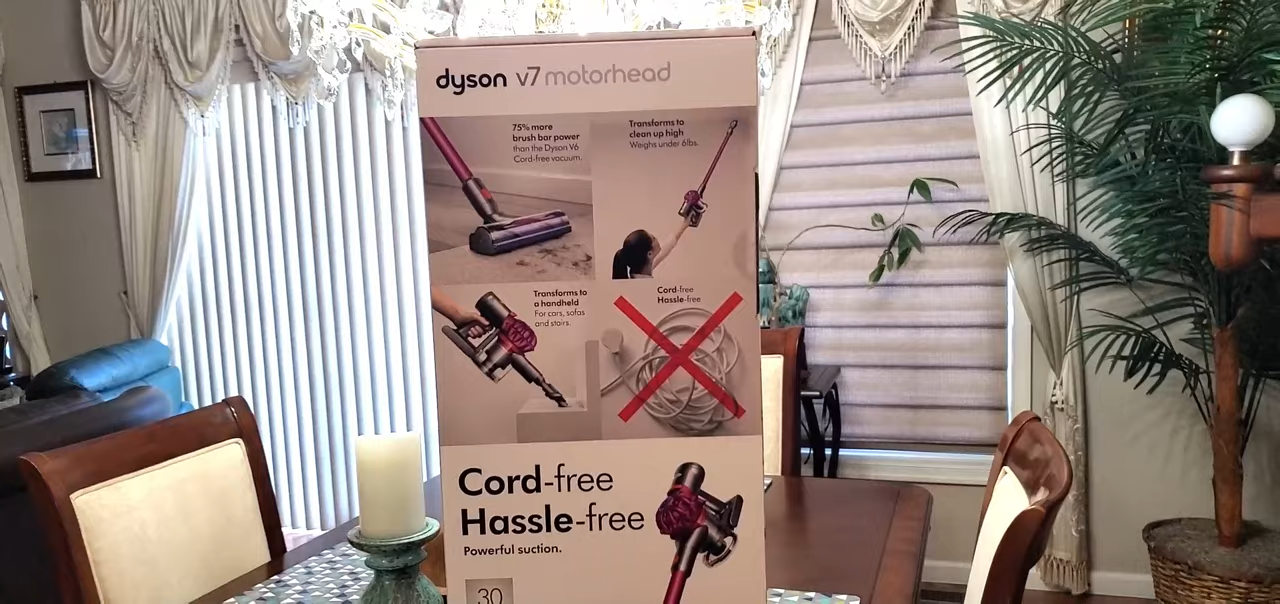 dyson v7 motorhead
75% more
brush bar power
than the Dyson V6
Cord-free vacuum.
Transforms to
clean up high
Weighs under 6lbs.
Transforms to
a handheld
For cars, sofas
and stairs.
Cord-free
Hassle-free
Cord-free
Hassle-free
Powerful suction.
30